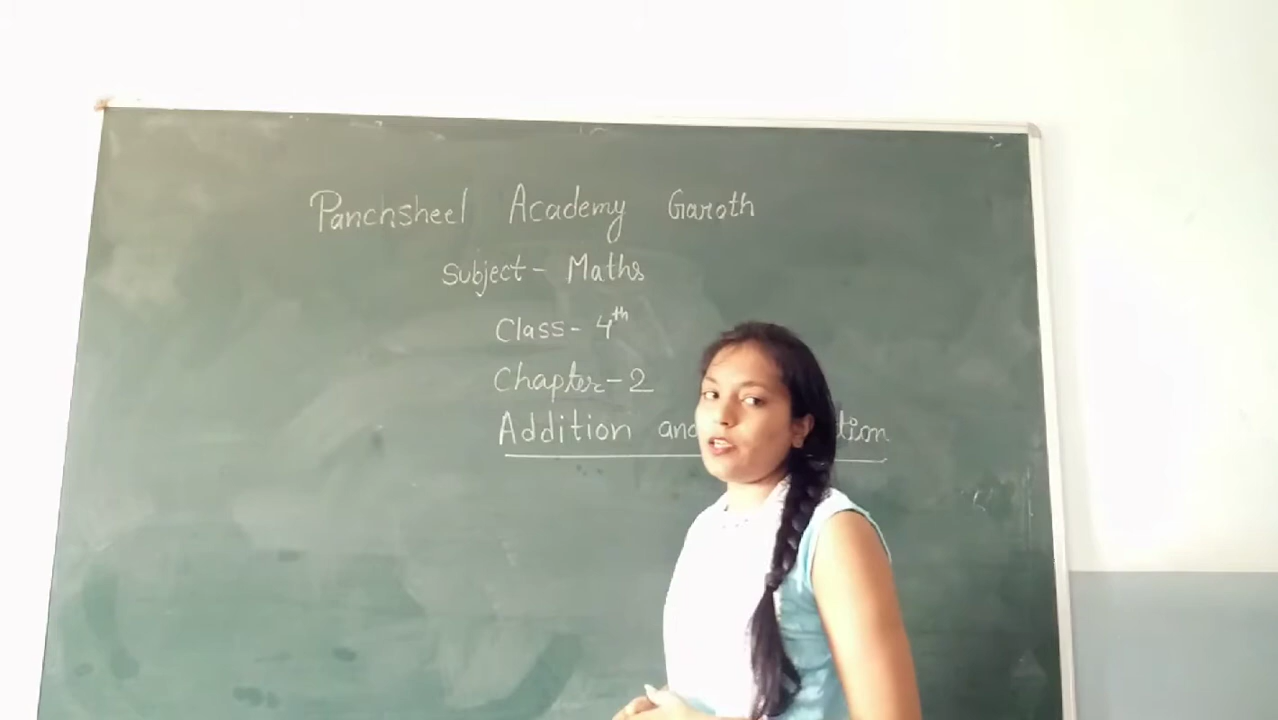 Panchsheel Academy Garoth
Subject- Maths
Class- 4th
Chapter-2
Addition and